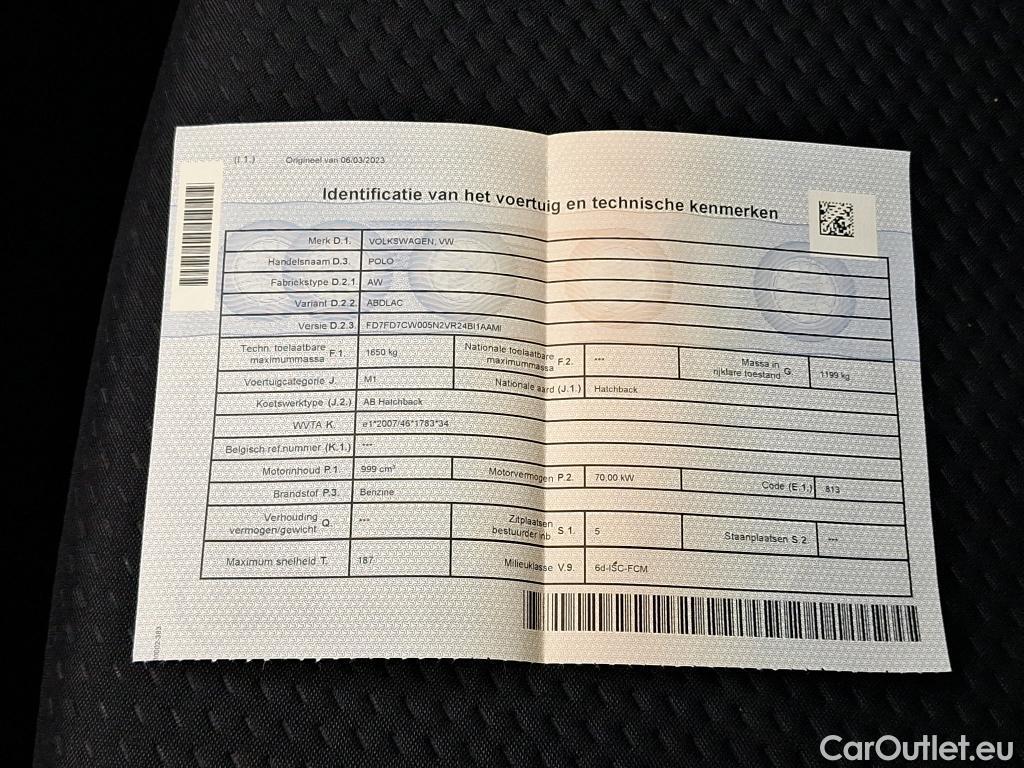 (I.1.) Origineel van 06/03/2023
Identificatie van het voertuig en technische kenmerken
Merk D.1. VOLKSWAGEN, VW
Handelsnaam D.3. POLO
Fabriekstype D.2.1. AW
Variant D.2.2. ABDLAC
Versie D.2.3. FD7FD7CW005N2VR24BI1AAMI
Techn. toelaatbare maximummassa F.1. 1650 kg Nationale toelaatbare maximummassa F.2. --- Massa in rijklare toestand G. 1199 kg
Voertuigcategorie J. M1 Nationale aard (J.1.) Hatchback
Koetswerktype (J.2.) AB Hatchback
WVTA K. e1*2007/46*1783*34
Belgisch ref.nummer (K.1.) ---
Motorinhoud P.1. 999 cm³ Motorvermogen P.2. 70,00 kW Code (E.1.) 813
Brandstof P.3. Benzine
Verhouding vermogen/gewicht Q. --- Zitplaatsen bestuurder inb S.1. 5 Staanplaatsen S.2. ---
Maximum snelheid T. 187 Milieuklasse V.9. 6d-ISC-FCM
CarOutlet.eu